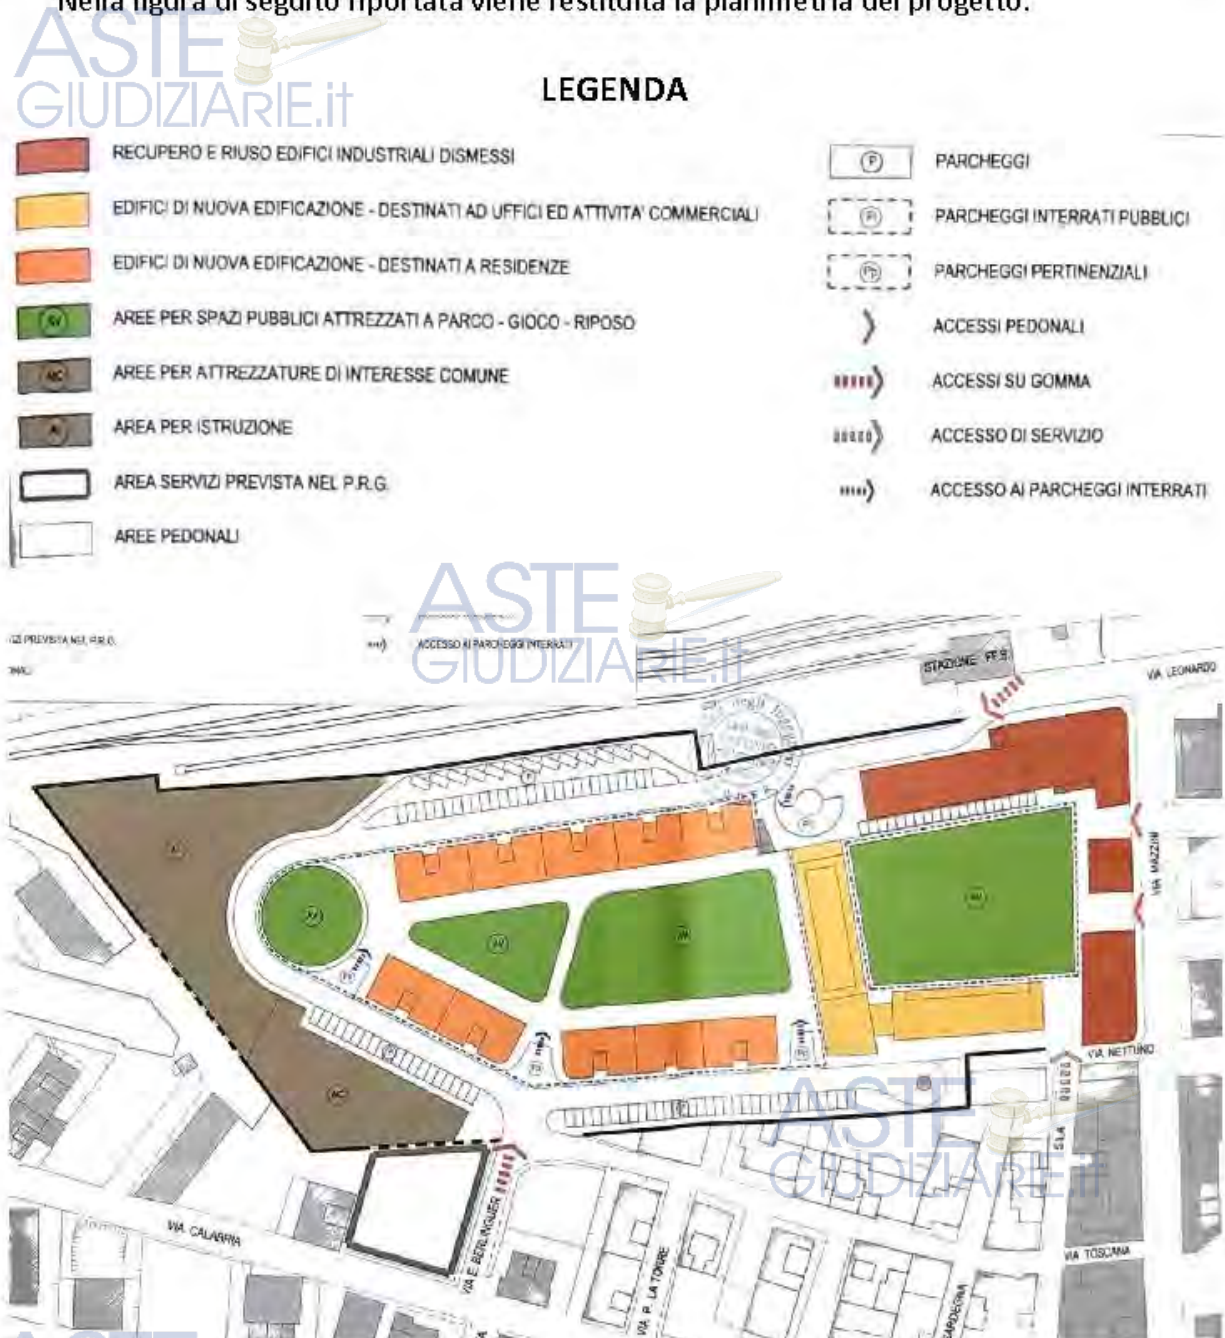 Nella figura di seguito riportata viene restituita la planimetria del progetto.
ASTE
GIUDIZIARIE.it
LEGENDA
RECUPERO E RIUSO EDIFICI INDUSTRIALI DISMESSI
EDIFICI DI NUOVA EDIFICAZIONE - DESTINATI AD UFFICI ED ATTIVITA' COMMERCIALI
EDIFICI DI NUOVA EDIFICAZIONE - DESTINATI A RESIDENZE
AREE PER SPAZI PUBBLICI ATTREZZATI A PARCO - GIOCO - RIPOSO
AREE PER ATTREZZATURE DI INTERESSE COMUNE
AREA PER ISTRUZIONE
AREA SERVIZI PREVISTA NEL P.R.G.
AREE PEDONALI
P PARCHEGGI
PI PARCHEGGI INTERRATI PUBBLICI
PP PARCHEGGI PERTINENZIALI
ACCESSI PEDONALI
ACCESSI SU GOMMA
ACCESSO DI SERVIZIO
ACCESSO AI PARCHEGGI INTERRATI
ASTE
GIUDIZIARIE.it
PREVISTA NEL P.R.G.
ACCESSO AI PARCHEGGI INTERRATI
STAZIONE FF.S.
VIA LEONARDO
VIA MAZZINI
VIA NETTUNO
ASTE
GIUDIZIARIE.it
VIA CALABRIA
VIA E. BERLINGUER
VIA P. LA TORRE
VIA TOSCANA